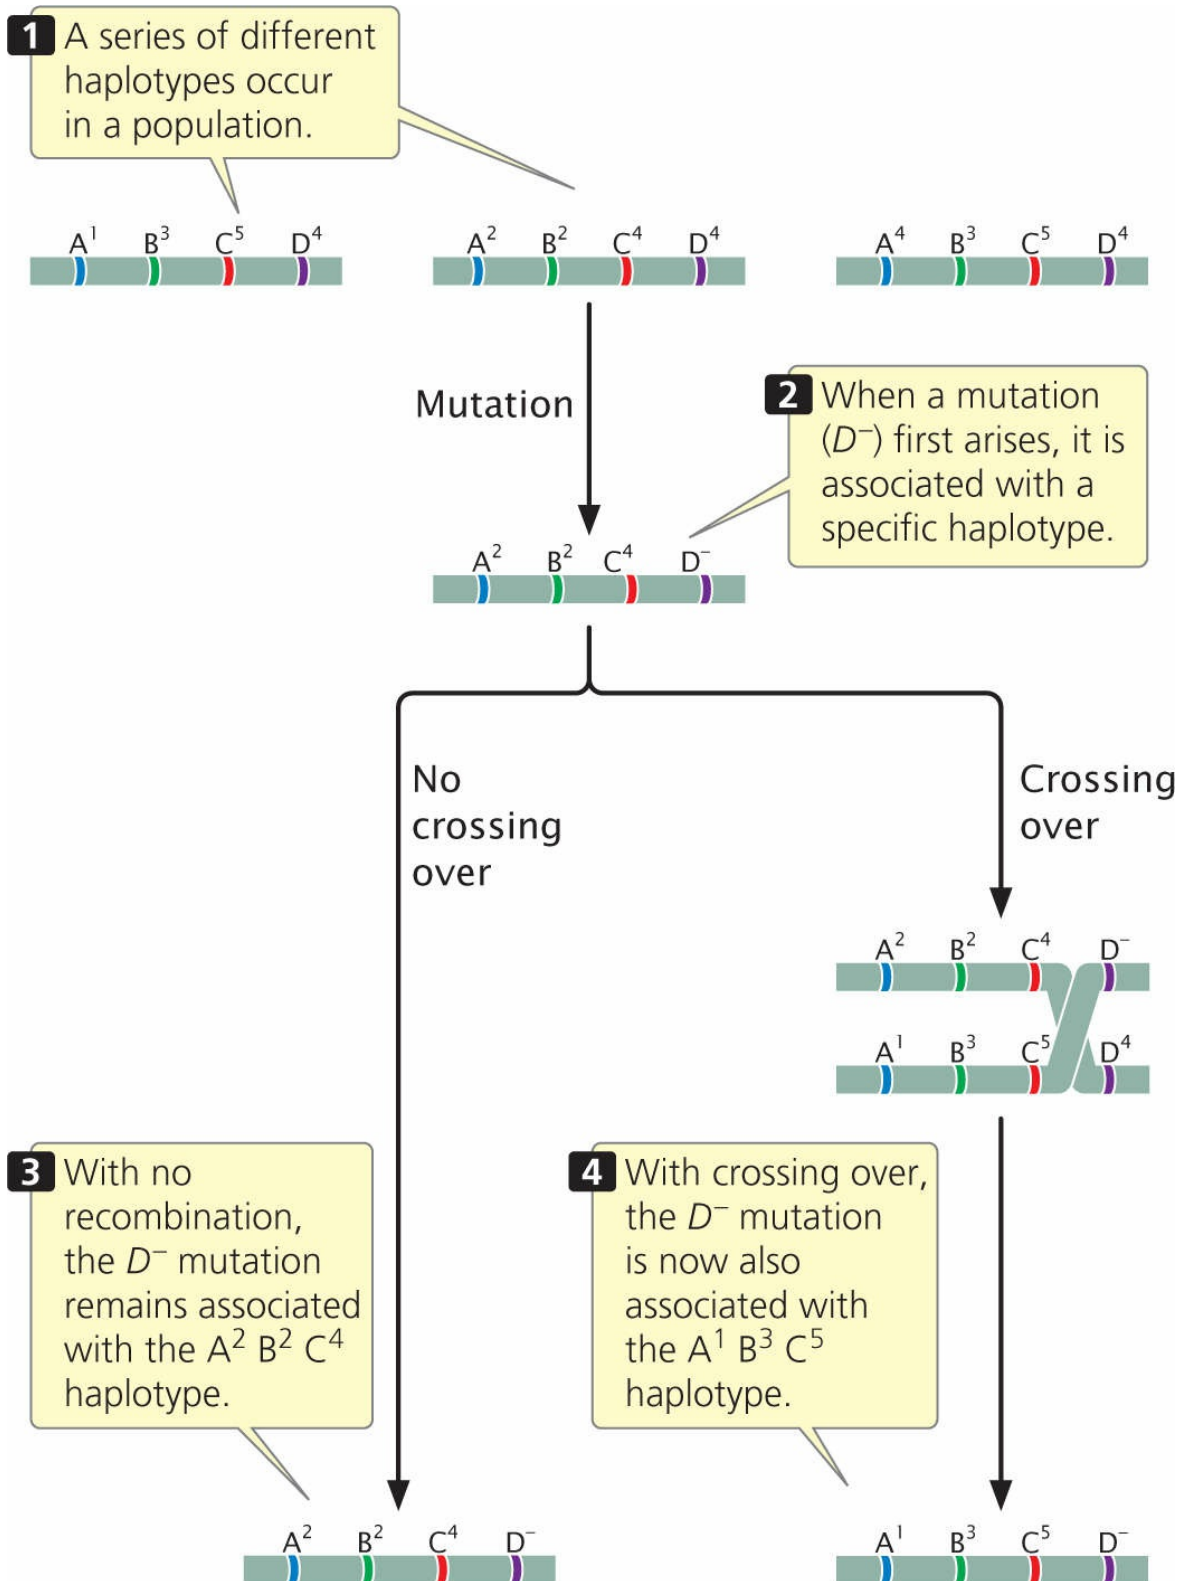 1 A series of different
haplotypes occur
in a population.
A¹ B³ C⁵ D⁴
A² B² C⁴ D⁴
A⁴ B³ C⁵ D⁴
Mutation
2 When a mutation
(D⁻) first arises, it is
associated with a
specific haplotype.
A² B² C⁴ D⁻
No
crossing
over
Crossing
over
A² B² C⁴ D⁻
A¹ B³ C⁵ D⁴
3 With no
recombination,
the D⁻ mutation
remains associated
with the A² B² C⁴
haplotype.
4 With crossing over,
the D⁻ mutation
is now also
associated with
the A¹ B³ C⁵
haplotype.
A² B² C⁴ D⁻
A¹ B³ C⁵ D⁻